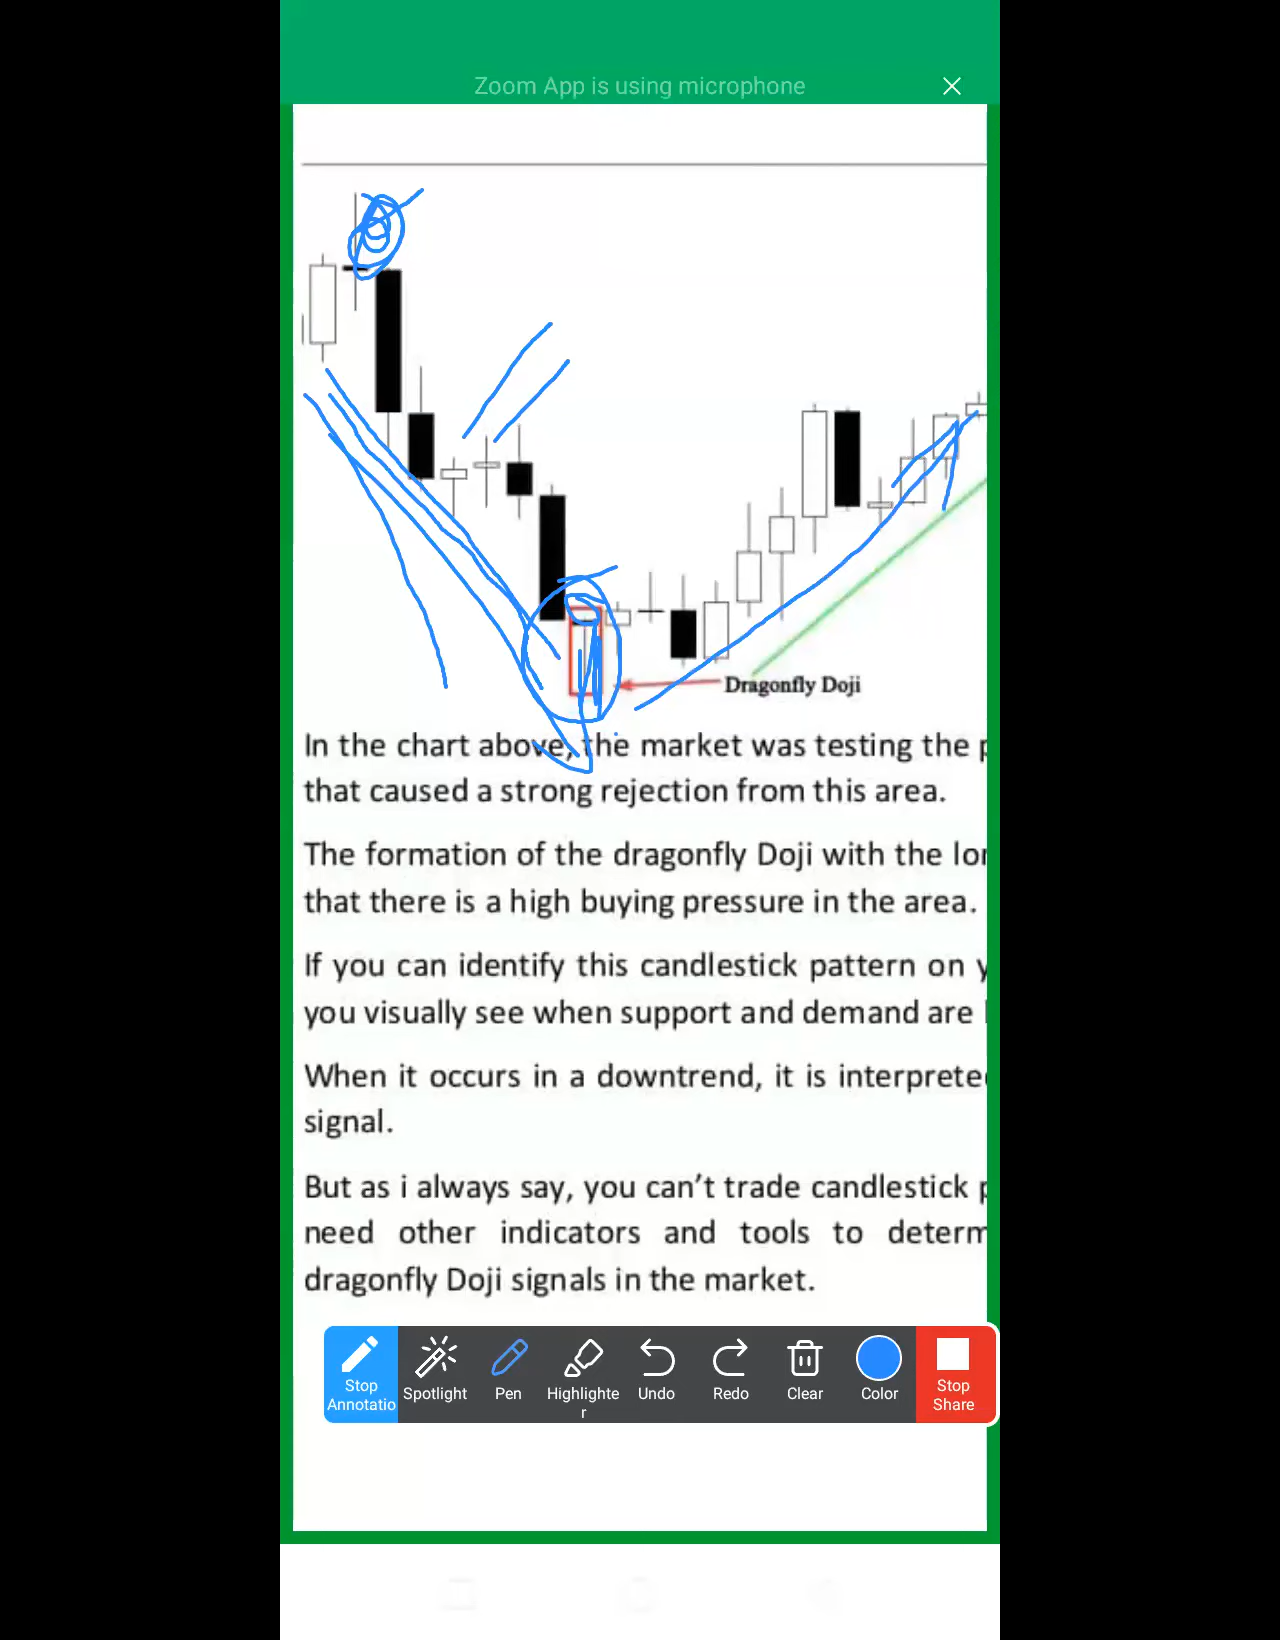 Zoom App is using microphone
Dragonfly Doji
In the chart above, the market was testing the
that caused a strong rejection from this area.
The formation of the dragonfly Doji with the
that there is a high buying pressure in the area.
If you can identify this candlestick pattern on
you visually see when support and demand are
When it occurs in a downtrend, it is
signal.
But as i always say, you can't trade candlestick
need other indicators and tools to
dragonfly Doji signals in the market.
Stop
Annotatio
Spotlight
Pen
Highlighte
r
Undo
Redo
Clear
Color
Stop
Share